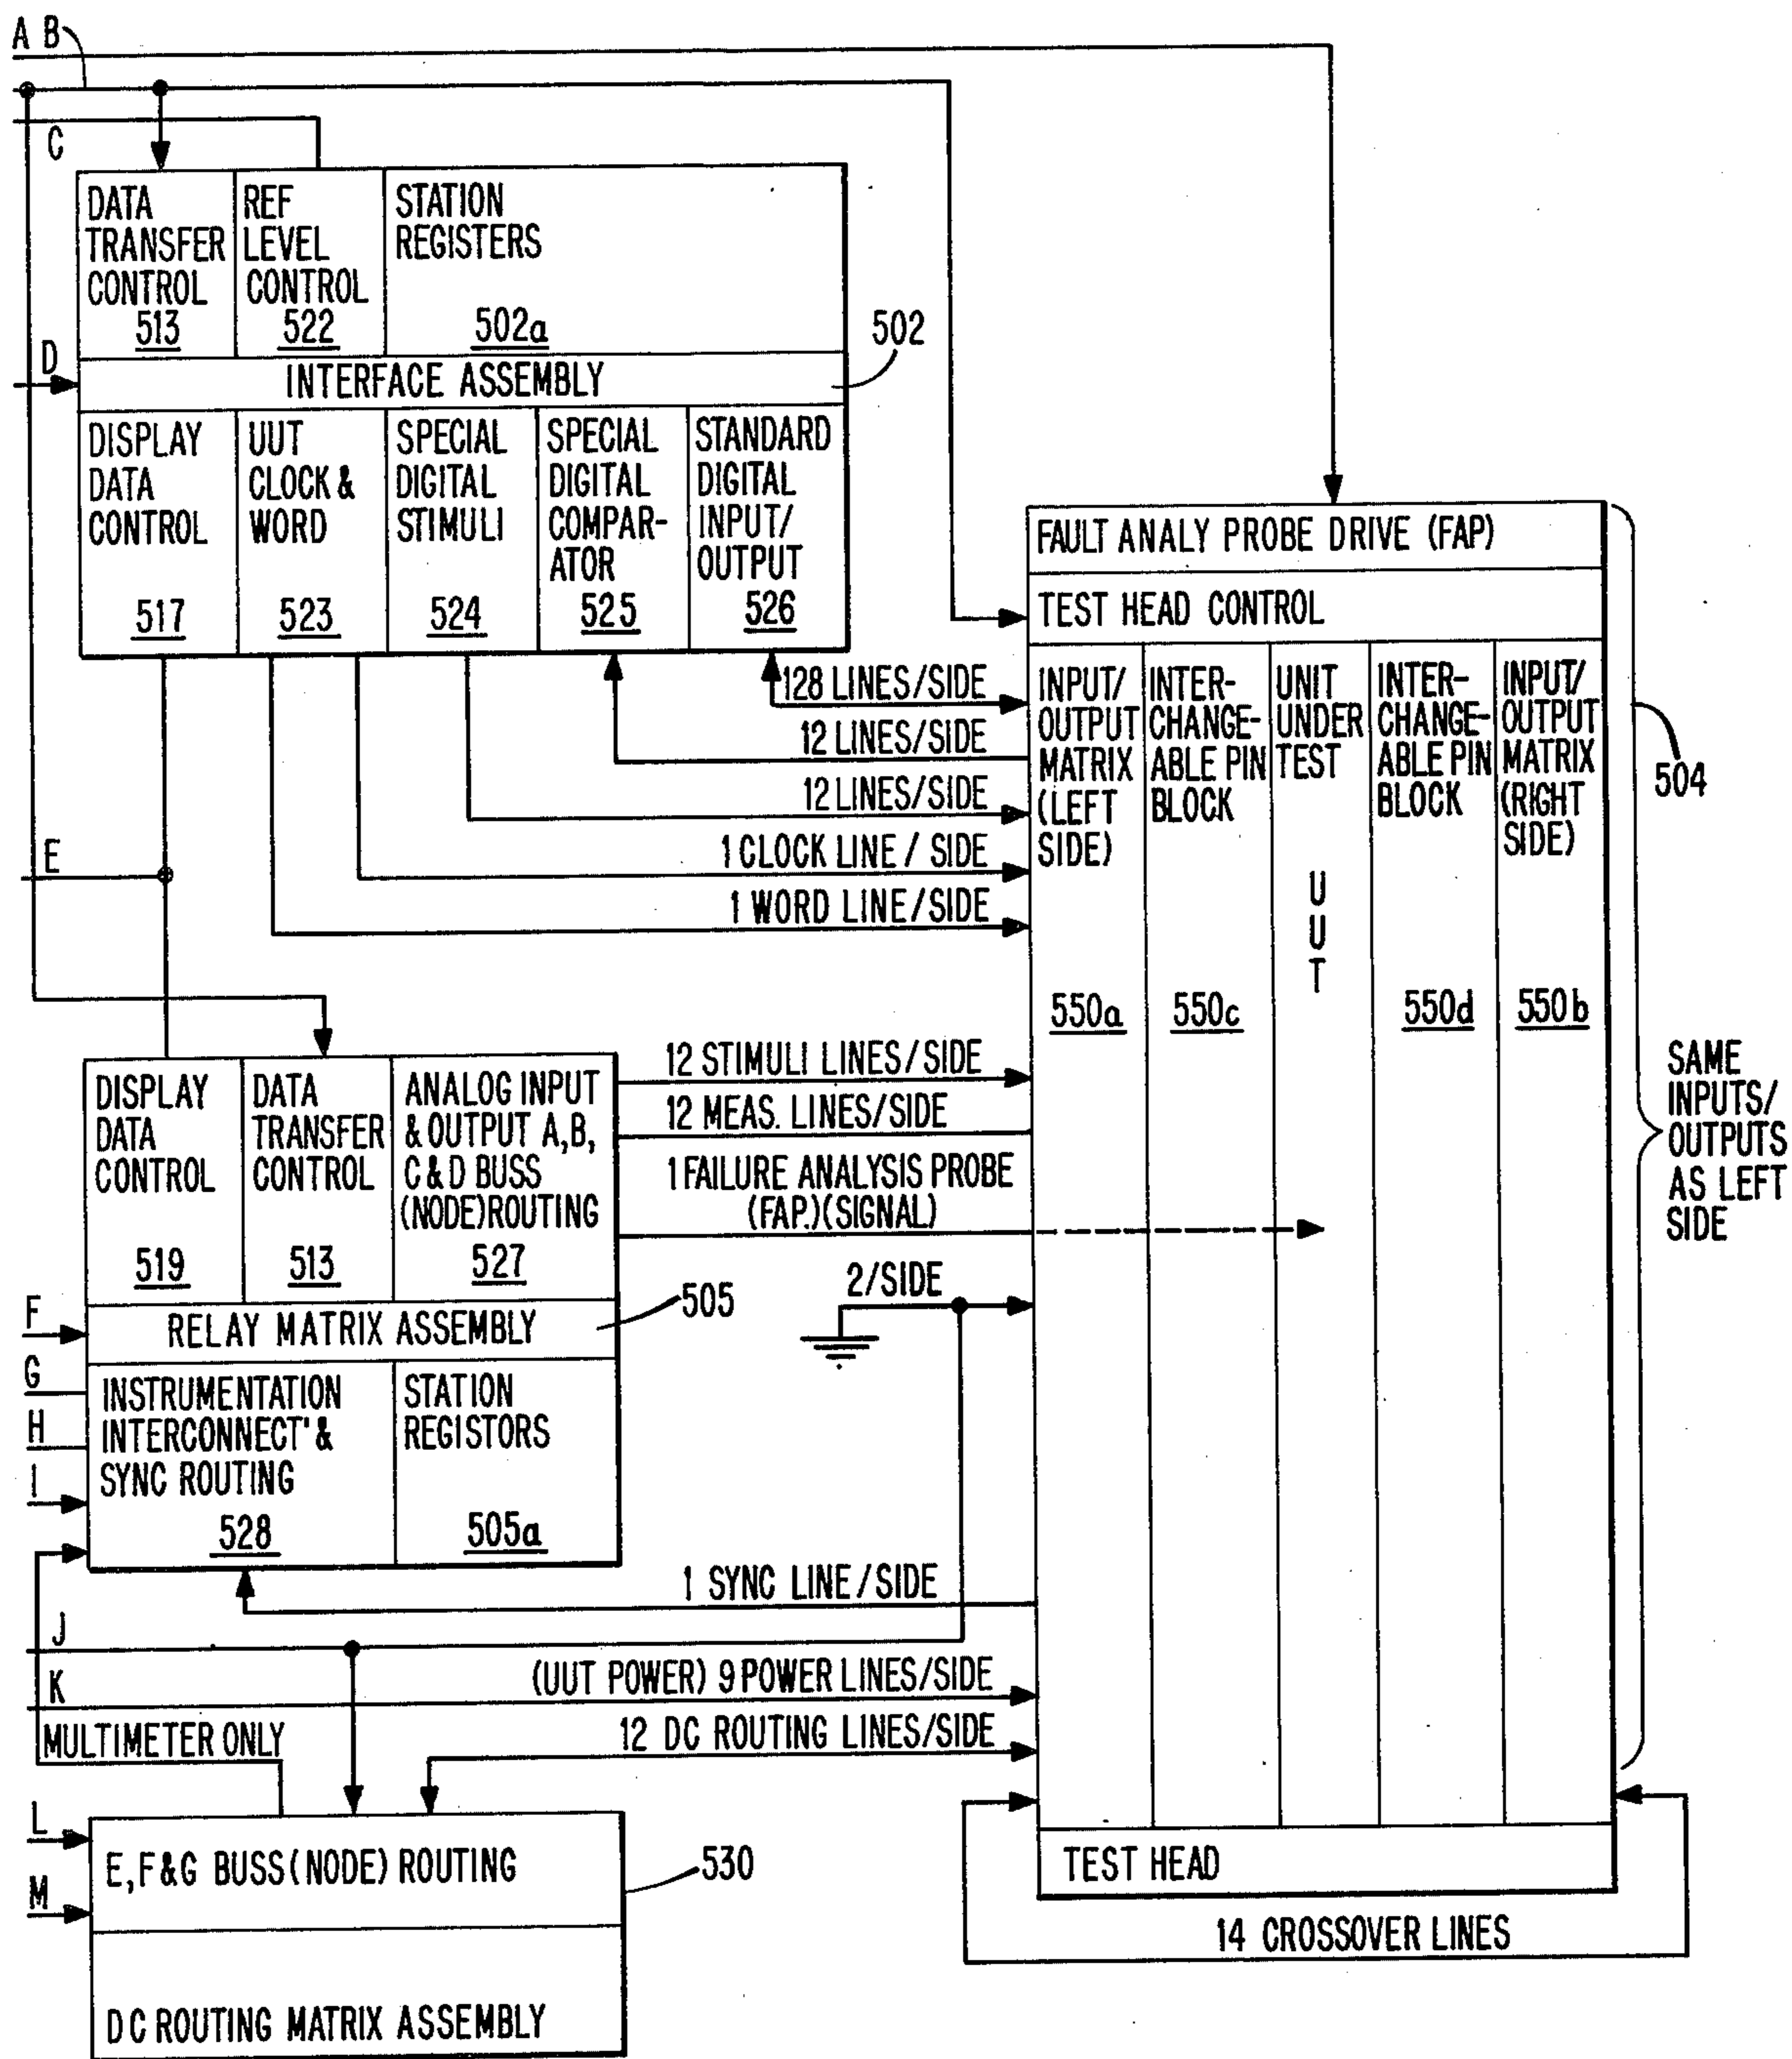 A B
C
DATA
TRANSFER
CONTROL
513
REF
LEVEL
CONTROL
522
STATION
REGISTERS
502a
D
INTERFACE ASSEMBLY
502
DISPLAY
DATA
CONTROL
517
UUT
CLOCK &
WORD
523
SPECIAL
DIGITAL
STIMULI
524
SPECIAL
DIGITAL
COMPAR-
ATOR
525
STANDARD
DIGITAL
INPUT/
OUTPUT
526
FAULT ANALY PROBE DRIVE (FAP)
TEST HEAD CONTROL
128 LINES/SIDE
12 LINES/SIDE
12 LINES/SIDE
1 CLOCK LINE / SIDE
1 WORD LINE/SIDE
INPUT/
OUTPUT
MATRIX
(LEFT
SIDE)
550a
INTER-
CHANGE-
ABLE PIN
BLOCK
550c
UNIT
UNDER
TEST
U
U
T
INTER-
CHANGE-
ABLE PIN
BLOCK
550d
INPUT/
OUTPUT
MATRIX
(RIGHT
SIDE)
550b
504
SAME
INPUTS/
OUTPUTS
AS LEFT
SIDE
E
DISPLAY
DATA
CONTROL
519
DATA
TRANSFER
CONTROL
513
ANALOG INPUT
& OUTPUT A,B,
C & D BUSS
(NODE) ROUTING
527
12 STIMULI LINES/SIDE
12 MEAS. LINES/SIDE
1 FAILURE ANALYSIS PROBE
(FAP.)(SIGNAL)
2/SIDE
F
RELAY MATRIX ASSEMBLY
505
G
H
I
INSTRUMENTATION
INTERCONNECT' &
SYNC ROUTING
528
STATION
REGISTORS
505a
1 SYNC LINE/SIDE
J
K
(UUT POWER) 9 POWER LINES/SIDE
MULTIMETER ONLY
12 DC ROUTING LINES/SIDE
L
M
E,F&G BUSS (NODE) ROUTING
530
DC ROUTING MATRIX ASSEMBLY
TEST HEAD
14 CROSSOVER LINES